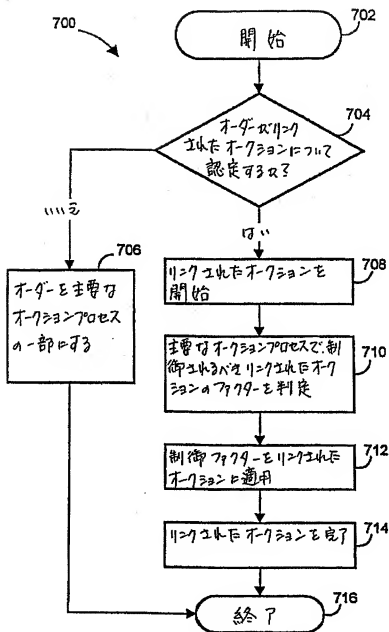 700
開始
702
704
オーダーがリンク
されたオークションについて
認定するか?
いいえ
はい
706
オーダーを主要な
オークションプロセス
の一部にする
708
リンクされたオークションを
開始
710
主要なオークションプロセスで、制
御されるべきリンクされたオーク
ションのファクターを判定
712
制御ファクターをリンクされた
オークションに適用
714
リンクされたオークションを完了
716
終了